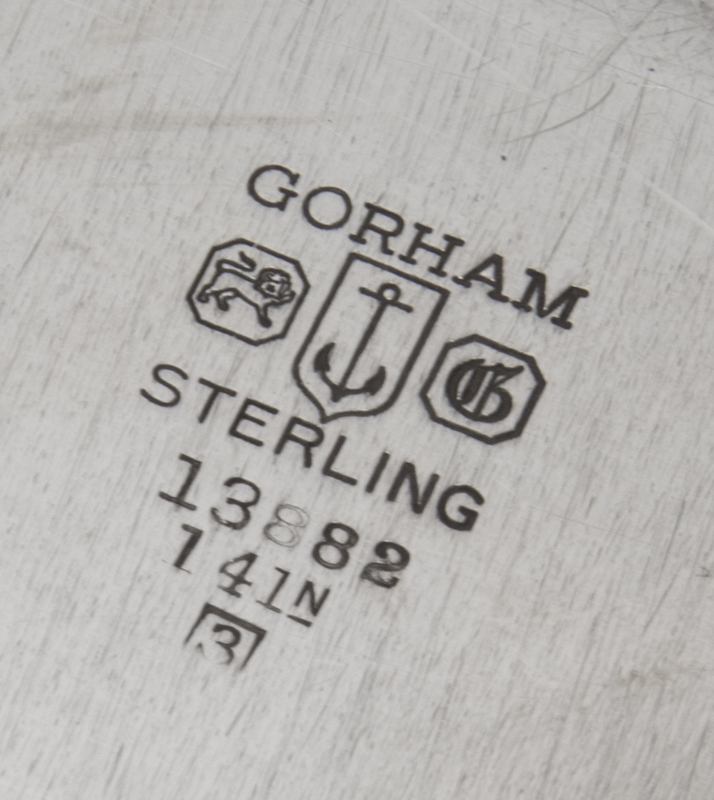 GORHAM
G
STERLING
13882
141N
3